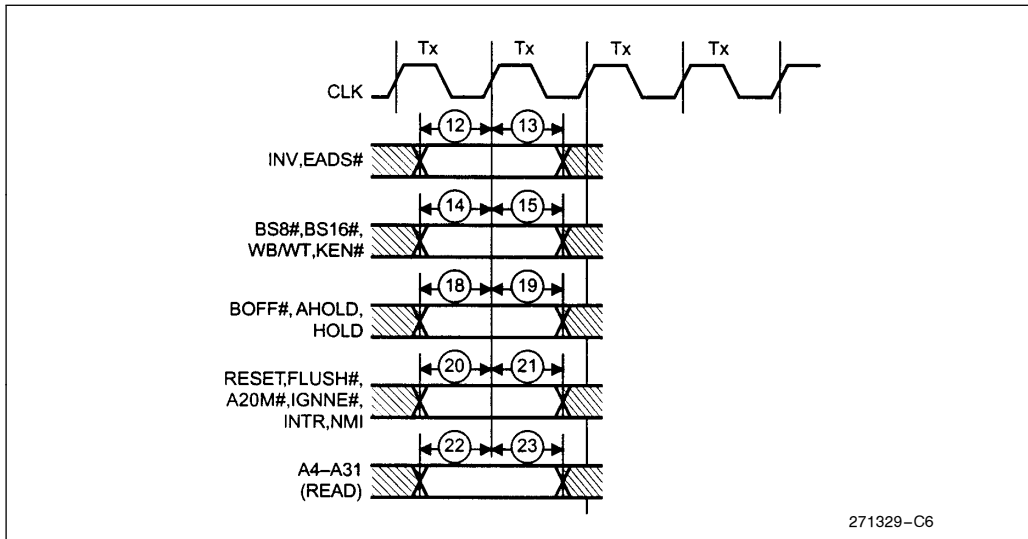 Tx Tx Tx Tx
CLK
12 13
INV,EADS#
14 15
BS8#,BS16#,
WB/WT,KEN#
18 19
BOFF#, AHOLD,
HOLD
20 21
RESET,FLUSH#,
A20M#,IGNNE#,
INTR,NMI
22 23
A4–A31
(READ)
271329–C6